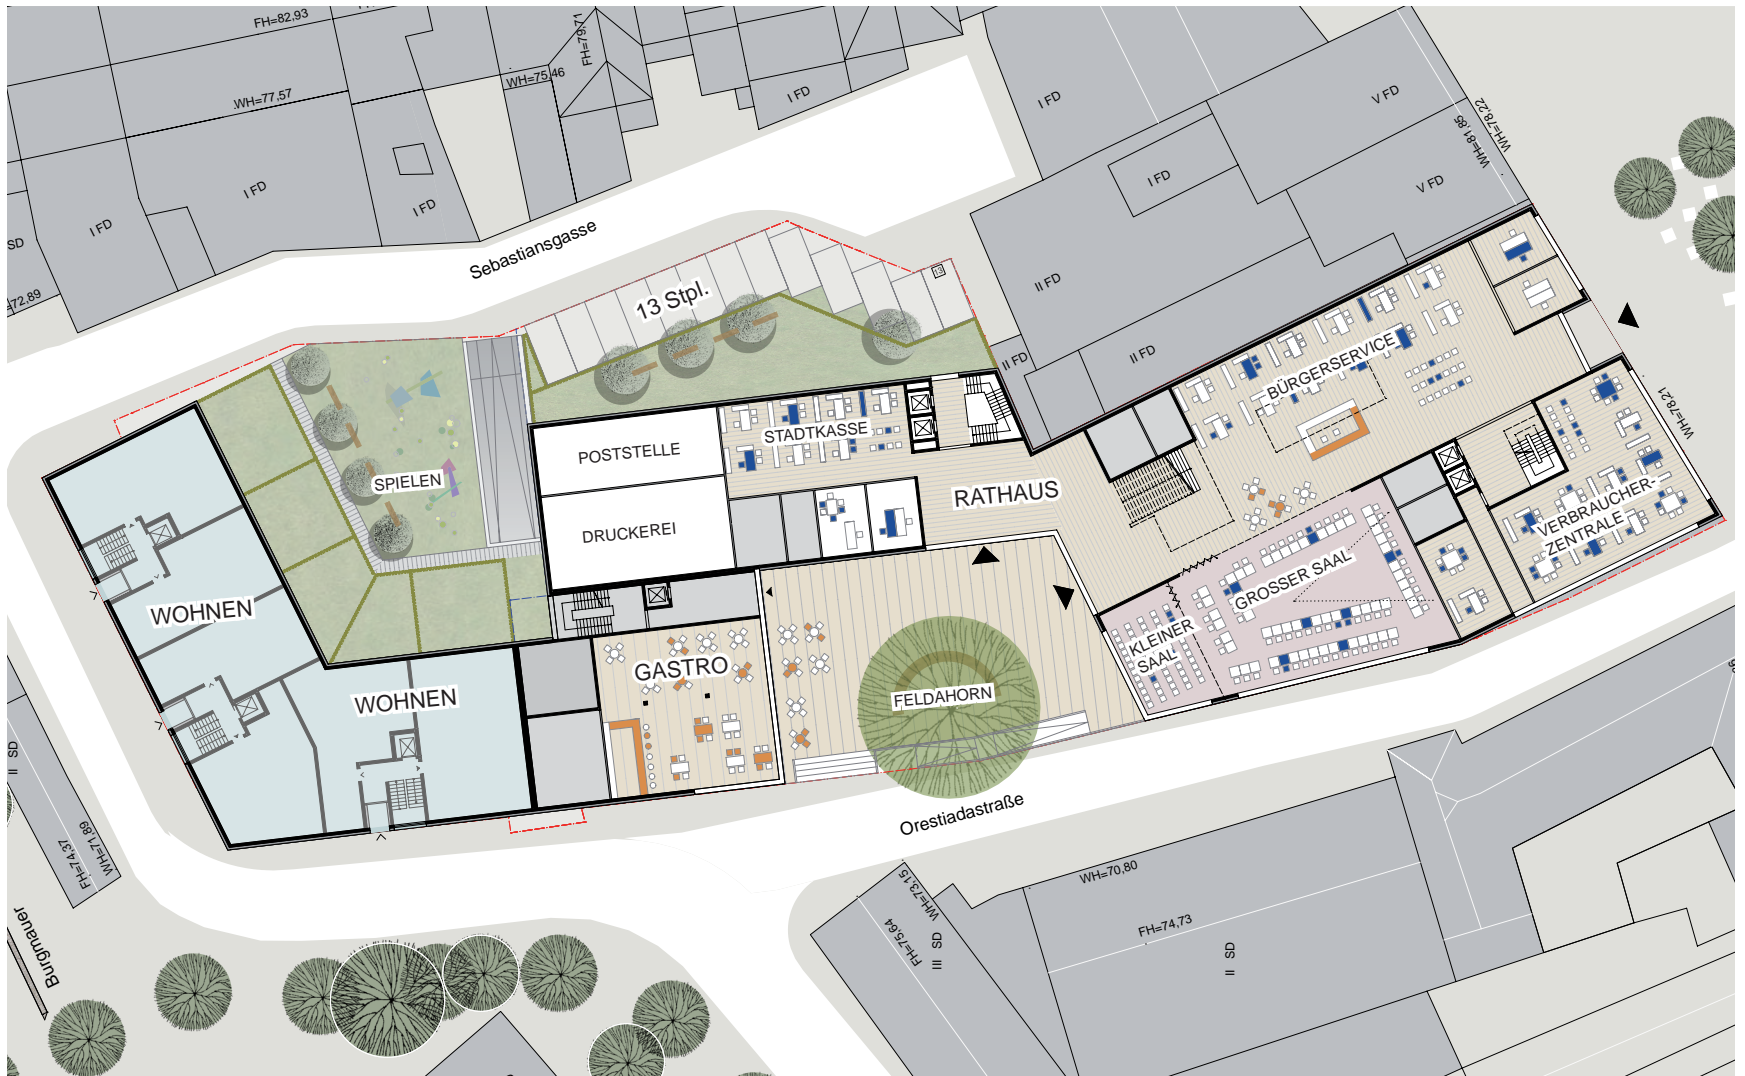 FH=82,93
FH=79,71
WH=75,46
WH=77,57
I FD
I FD
V FD
WH=78,22
WH=81,85
I FD
I FD
I FD
I FD
V FD
SD
Sebastiansgasse
=72,89
13 Stpl.
13
II FD
II FD
II FD
BÜRGERSERVICE
WH=78,21
STADTKASSE
POSTSTELLE
SPIELEN
RATHAUS
DRUCKEREI
VERBRAUCHER-
ZENTRALE
GROSSER SAAL
WOHNEN
KLEINER
SAAL
GASTRO
WOHNEN
FELDAHORN
II SD
Orestiadastraße
FH=74,37
WH=71,89
WH=70,80
WH=73,15
FH=75,64
III SD
FH=74,73
II SD
Burgmauer